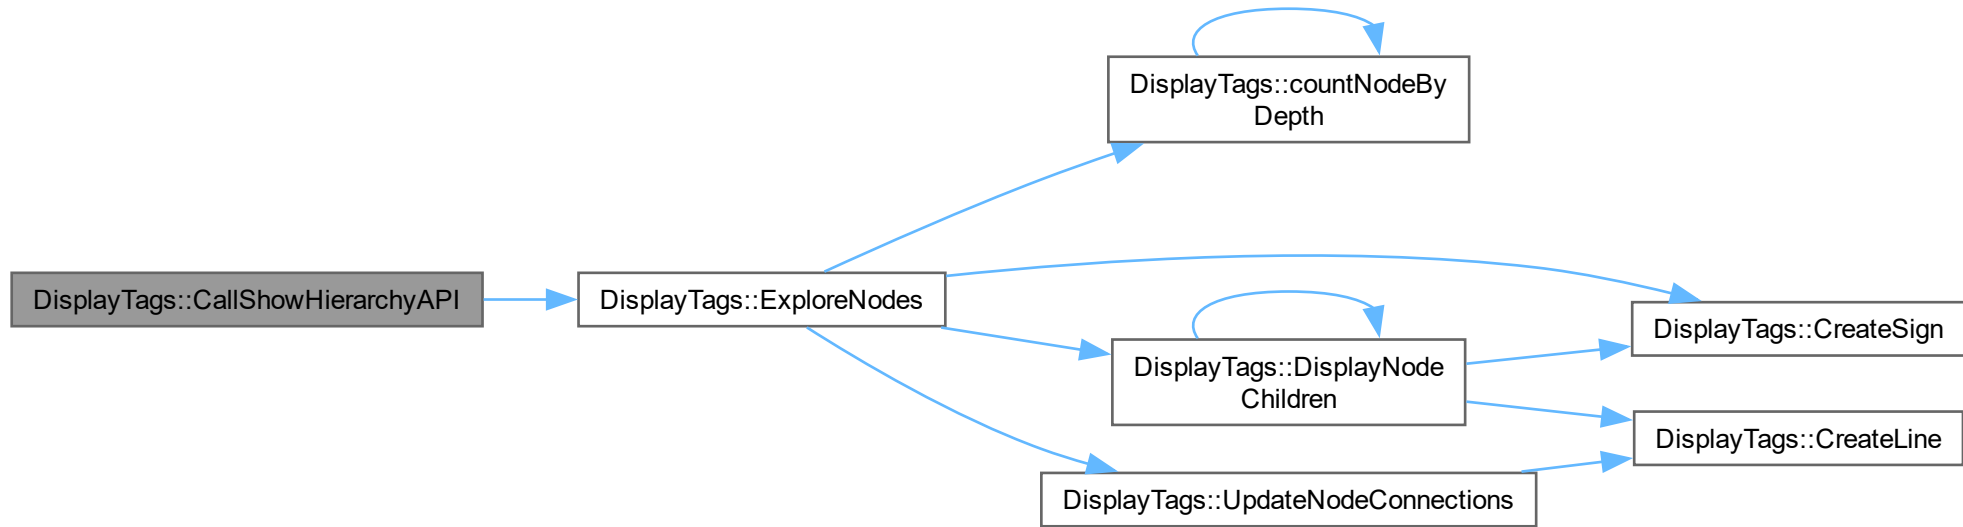 DisplayTags::CallShowHierarchyAPI
DisplayTags::ExploreNodes
DisplayTags::countNodeBy
Depth
DisplayTags::DisplayNode
Children
DisplayTags::UpdateNodeConnections
DisplayTags::CreateSign
DisplayTags::CreateLine